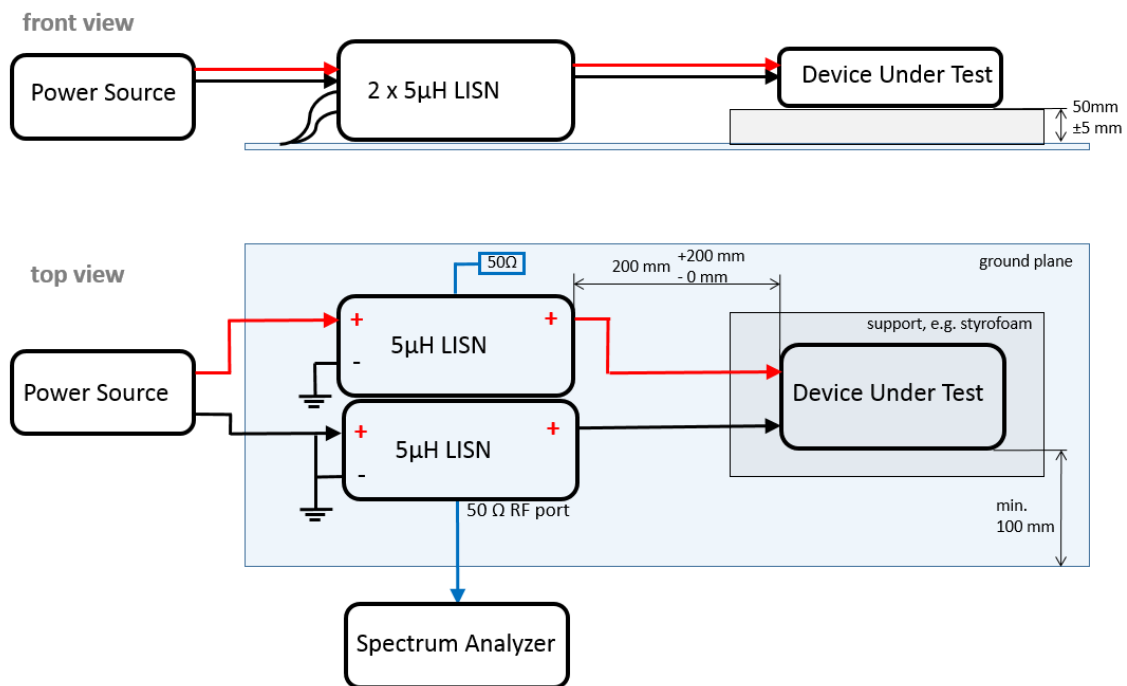 front view
Power Source
2 x 5µH LISN
Device Under Test
50mm
±5 mm
top view
50Ω
200 mm +200 mm
- 0 mm
ground plane
+ +
5µH LISN
-
support, e.g. styrofoam
Power Source
Device Under Test
+ +
5µH LISN
-
50 Ω RF port
min.
100 mm
Spectrum Analyzer